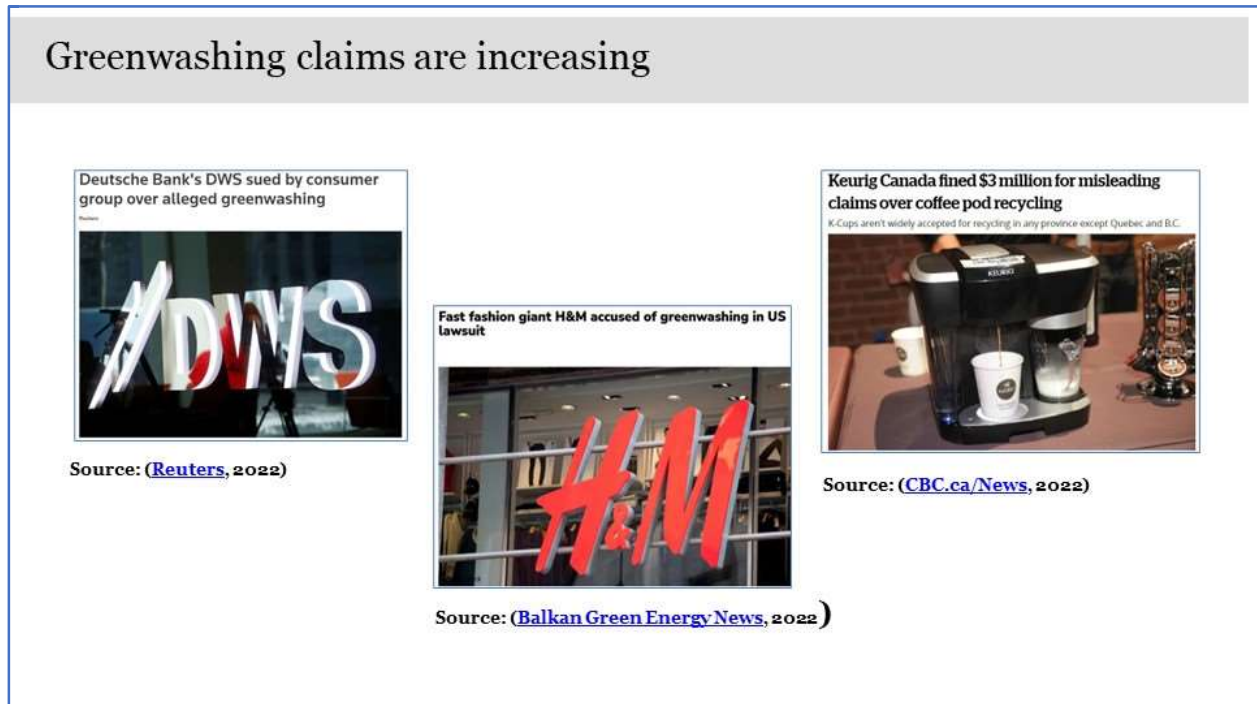 Greenwashing claims are increasing
Deutsche Bank's DWS sued by consumer
group over alleged greenwashing
Reuters
/DWS
Source: (Reuters, 2022)
Fast fashion giant H&M accused of greenwashing in US
lawsuit
H&M
Source: (Balkan Green Energy News, 2022)
Keurig Canada fined $3 million for misleading
claims over coffee pod recycling
K-Cups aren't widely accepted for recycling in any province except Quebec and B.C.
KEURIG
Source: (CBC.ca/News, 2022)